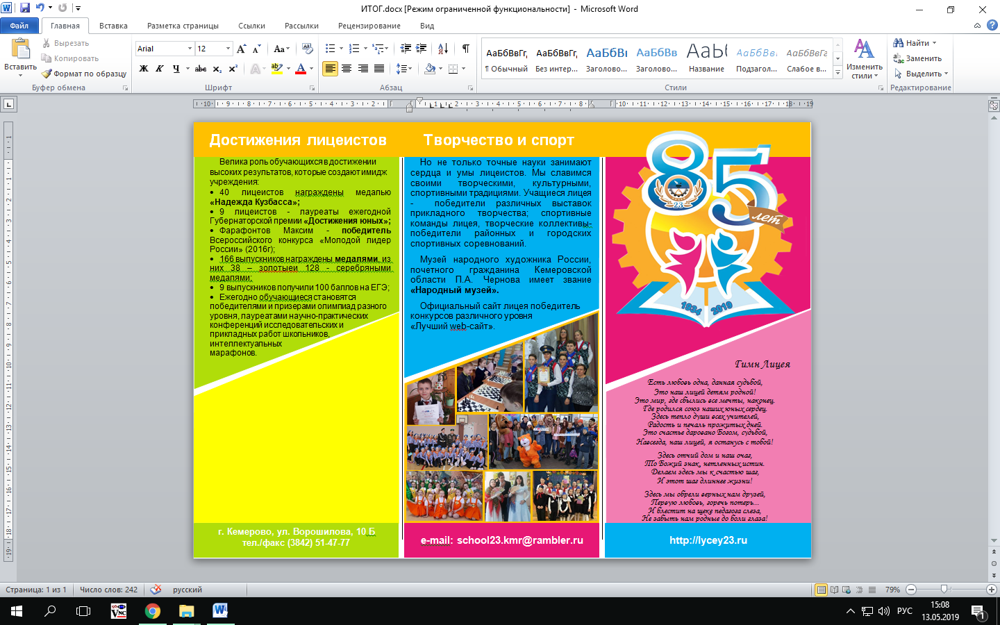 ИТОГ.docx [Режим ограниченной функциональности] - Microsoft Word
Файл
Главная
Вставка
Разметка страницы
Ссылки
Рассылки
Рецензирование
Вид
Вставить
Вырезать
Копировать
Формат по образцу
Буфер обмена
Arial
12
Шрифт
Абзац
АаБбВвГг,
АаБбВвГг,
АаБбВı
АаБбВв
АаЬ
АаБбВвı
АаБбВвГг
¶ Обычный
Без интер...
Заголово...
Заголово...
Название
Подзагол...
Слабое в...
Стили
Изменить
стили
Найти
Заменить
Выделить
Редактирование
Достижения лицеистов
Велика роль обучающихся в достижении
высоких результатов, которые создают имидж
учреждения:
• 40 лицеистов награждены медалью
«Надежда Кузбасса»;
• 9 лицеистов - лауреаты ежегодной
Губернаторской премии «Достижения юных»;
• Фарафонтов Максим - победитель
Всероссийского конкурса «Молодой лидер
России» (2016г);
• 166 выпускников награждены медалями, из
них 38 – золотыеи 128 - серебряными
медалями;
• 9 выпускников получили 100 баллов на ЕГЭ;
• Ежегодно обучающиеся становятся
победителями и призерами олимпиад разного
уровня, лауреатами научно-практических
конференций исследовательских и
прикладных работ школьников,
интеллектуальных
марафонов.
г. Кемерово, ул. Ворошилова, 10 Б
тел./факс (3842) 51-47-77
Творчество и спорт
Но не только точные науки занимают
сердца и умы лицеистов. Мы славимся
своими творческими, культурными,
спортивными традициями. Учащиеся лицея
- победители различных выставок
прикладного творчества; спортивные
команды лицея, творческие коллективы-
победители районных и городских
спортивных соревнований.
Музей народного художника России,
почетного гражданина Кемеровской
области П.А. Чернова имеет звание
«Народный музей».
Официальный сайт лицея победитель
конкурсов различного уровня
«Лучший web-сайт».
e-mail: school23.kmr@rambler.ru
85
23
лет
1934 2019
Гимн Лицея
Есть любовь одна, данная судьбой,
Это наш лицей детям родной!
Это мир, где сбылись все мечты, наконец.
Где родился союз наших юных сердец.
Здесь тепло души всех учителей,
Радость и печаль прожитых дней.
Это счастье даровано Богом, судьбой,
Навсегда, наш лицей, я останусь с тобой!
Здесь отчий дом и наш очаг,
То Божий знак, нетленных истин.
Делаем здесь мы к счастью шаг,
И этот шаг длиннее жизни!
Здесь мы обрели верных нам друзей,
Первую любовь, горечь потерь...
И блестит на щеке педагога слеза,
Не забыть нам родные до боли глаза!
http://lycey23.ru
Страница: 1 из 1
Число слов: 242
русский
79%
РУС
15:08
13.05.2019
1